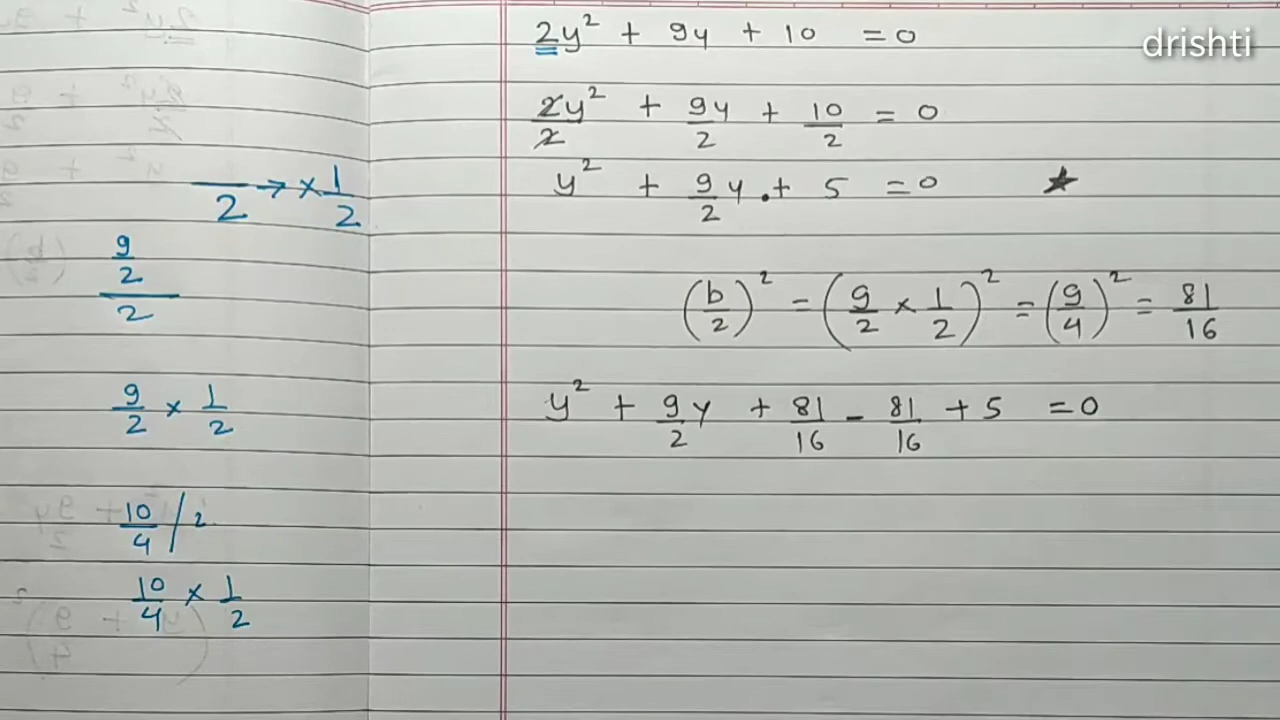 drishti
2y² + 9y + 10 = 0
2y²/2 + 9y/2 + 10/2 = 0
y² + 9/2 y + 5 = 0 ★
(b/2)² = (9/2 × 1/2)² = (9/4)² = 81/16
y² + 9/2 y + 81/16 - 81/16 + 5 = 0
/2 → × 1/2
9/2/2
9/2 × 1/2
10/4 / 2
10/4 × 1/2